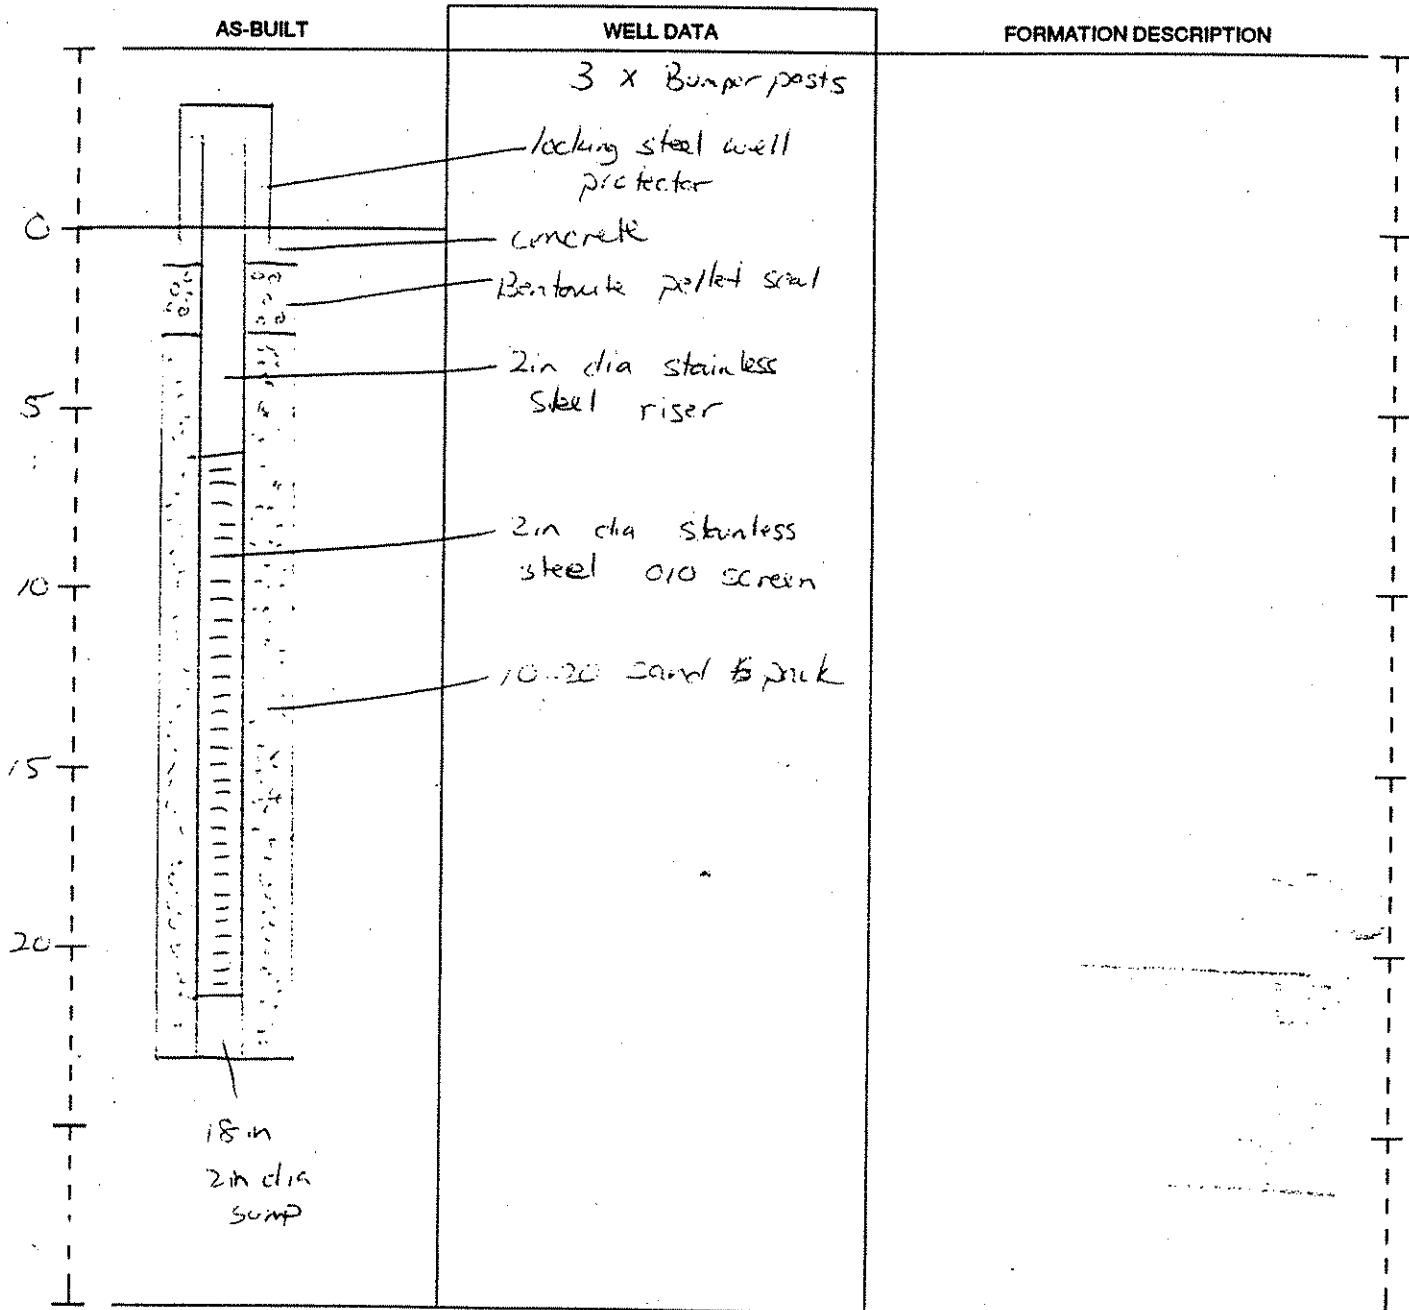 AS-BUILT
WELL DATA
FORMATION DESCRIPTION
3 x Bumper posts
locking steel well
protector
0
concrete
Bentonite pellet seal
2in dia stainless
steel riser
5
2in dia stainless
steel 010 screen
10
10-20 sand pack
15
20
18in
2in dia
sump